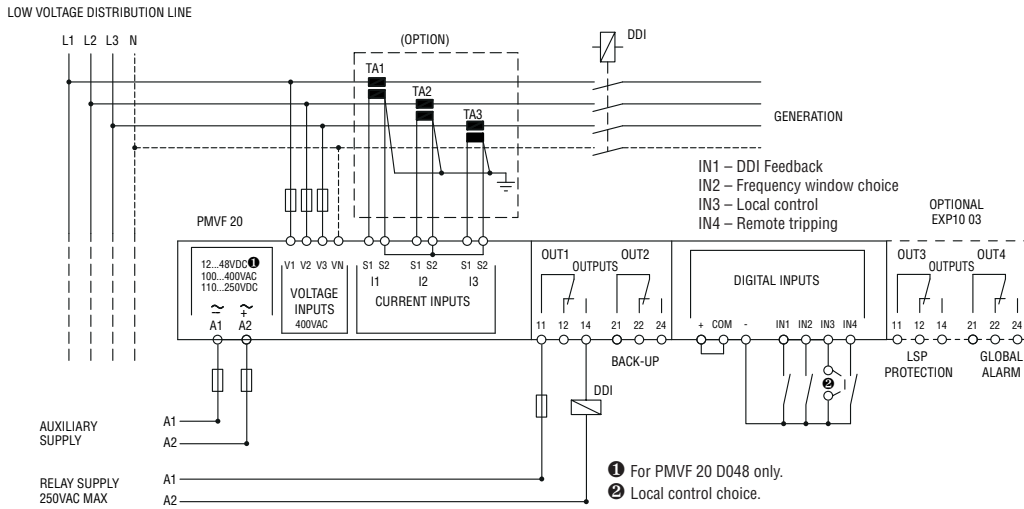 LOW VOLTAGE DISTRIBUTION LINE
L1 L2 L3 N
(OPTION)
DDI
TA1
TA2
TA3
GENERATION
IN1 – DDI Feedback
IN2 – Frequency window choice
IN3 – Local control
IN4 – Remote tripping
OPTIONAL
EXP10 03
PMVF 20
12...48VDC❶
100...400VAC
110...250VDC
A1 A2
V1 V2 V3 VN
VOLTAGE
INPUTS
400VAC
S1 S2 S1 S2 S1 S2
I1 I2 I3
CURRENT INPUTS
OUT1 OUT2
OUTPUTS
11 12 14 21 22 24
BACK-UP
DIGITAL INPUTS
+ COM - IN1 IN2 IN3 IN4
OUT3 OUT4
OUTPUTS
11 12 14 21 22 24
LSP
PROTECTION
GLOBAL
ALARM
❷
DDI
AUXILIARY
SUPPLY
A1
A2
RELAY SUPPLY
250VAC MAX
A1
A2
❶ For PMVF 20 D048 only.
❷ Local control choice.